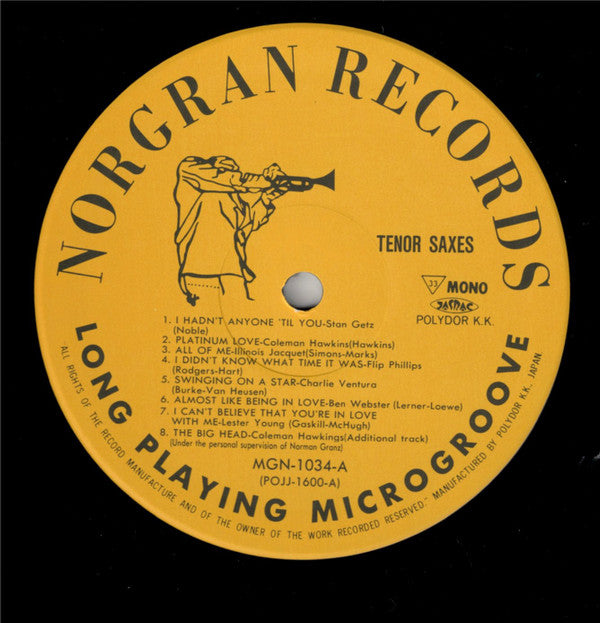 NORGRAN RECORDS
TENOR SAXES
33 MONO
JASRAC
POLYDOR K.K.
1. I HADN'T ANYONE 'TIL YOU-Stan Getz
(Noble)
2. PLATINUM LOVE-Coleman Hawkins(Hawkins)
3. ALL OF ME-Illinois Jacquet(Simons-Marks)
4. I DIDN'T KNOW WHAT TIME IT WAS-Flip Phillips
(Rodgers-Hart)
5. SWINGING ON A STAR-Charlie Ventura
(Burke-Van Heusen)
6. ALMOST LIKE BEING IN LOVE-Ben Webster (Lerner-Loewe)
7. I CAN'T BELIEVE THAT YOU'RE IN LOVE
WITH ME-Lester Young (Gaskill-McHugh)
8. THE BIG HEAD-Coleman Hawkings(Additional track)
(Under the personal supervision of Norman Granz)
MGN-1034-A
(POJJ-1600-A)
LONG PLAYING MICROGROOVE
ALL RIGHTS OF THE RECORD MANUFACTURE AND OF THE OWNER OF THE WORK RECORDED RESERVED.- MANUFACTURED BY POLYDOR K.K. JAPAN